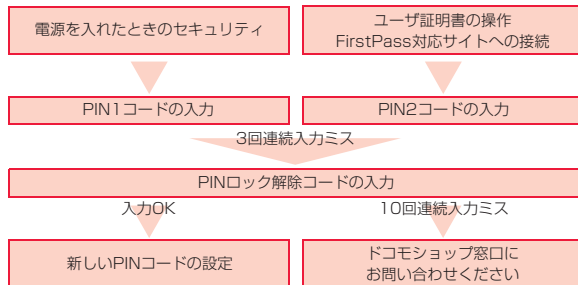 電源を入れたときのセキュリティ
ユーザ証明書の操作
FirstPass対応サイトへの接続
PIN1コードの入力
PIN2コードの入力
3回連続入力ミス
PINロック解除コードの入力
入力OK
10回連続入力ミス
新しいPINコードの設定
ドコモショップ窓口に
お問い合わせください